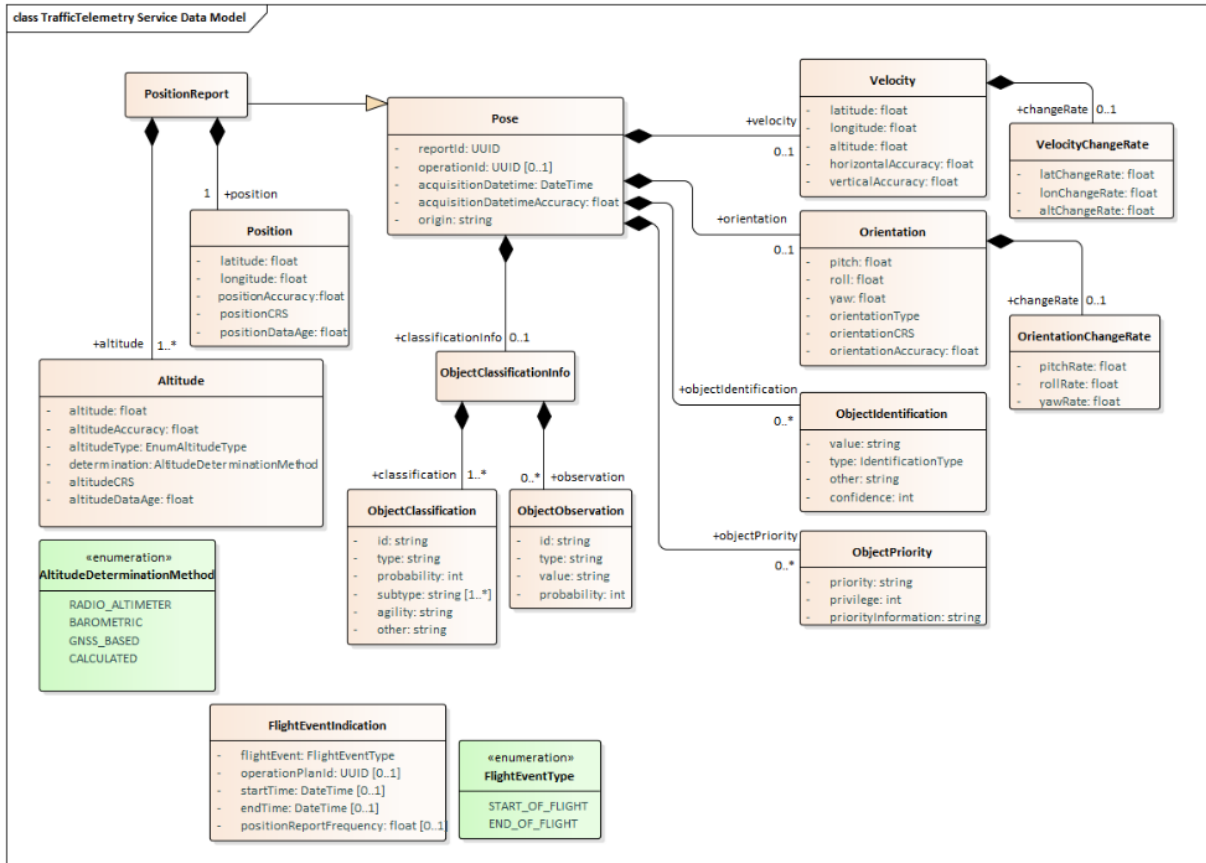 class TrafficTelemetry Service Data Model
PositionReport
Pose
- reportId: UUID
- operationId: UUID [0..1]
- acquisitionDatetime: DateTime
- acquisitionDatetimeAccuracy: float
- origin: string
+velocity
0..1
Velocity
- latitude: float
- longitude: float
- altitude: float
- horizontalAccuracy: float
- verticalAccuracy: float
+changeRate 0..1
VelocityChangeRate
- latChangeRate: float
- lonChangeRate: float
- altChangeRate: float
1 +position
Position
- latitude: float
- longitude: float
- positionAccuracy:float
- positionCRS
- positionDataAge: float
+orientation
0..1
Orientation
- pitch: float
- roll: float
- yaw: float
- orientationType
- orientationCRS
- orientationAccuracy: float
+changeRate 0..1
OrientationChangeRate
- pitchRate: float
- rollRate: float
- yawRate: float
+altitude 1..*
Altitude
- altitude: float
- altitudeAccuracy: float
- altitudeType: EnumAltitudeType
- determination: AltitudeDeterminationMethod
- altitudeCRS
- altitudeDataAge: float
+classificationInfo 0..1
ObjectClassificationInfo
+objectIdentification
0..*
ObjectIdentification
- value: string
- type: IdentificationType
- other: string
- confidence: int
+classification 1..*
ObjectClassification
- id: string
- type: string
- probability: int
- subtype: string [1..*]
- agility: string
- other: string
0..* +observation
ObjectObservation
- id: string
- type: string
- value: string
- probability: int
+objectPriority
0..*
ObjectPriority
- priority: string
- privilege: int
- priorityInformation: string
«enumeration»
AltitudeDeterminationMethod
RADIO_ALTIMETER
BAROMETRIC
GNSS_BASED
CALCULATED
FlightEventIndication
- flightEvent: FlightEventType
- operationPlanId: UUID [0..1]
- startTime: DateTime [0..1]
- endTime: DateTime [0..1]
- positionReportFrequency: float [0..1]
«enumeration»
FlightEventType
START_OF_FLIGHT
END_OF_FLIGHT